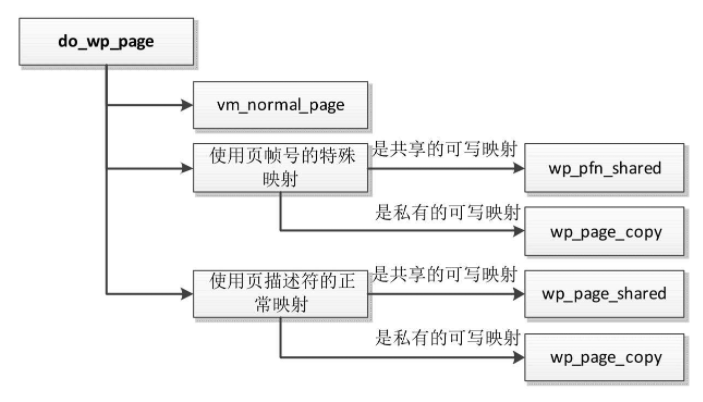 do_wp_page
vm_normal_page
使用页帧号的特殊
映射
是共享的可写映射
wp_pfn_shared
是私有的可写映射
wp_page_copy
使用页描述符的正
常映射
是共享的可写映射
wp_page_shared
是私有的可写映射
wp_page_copy